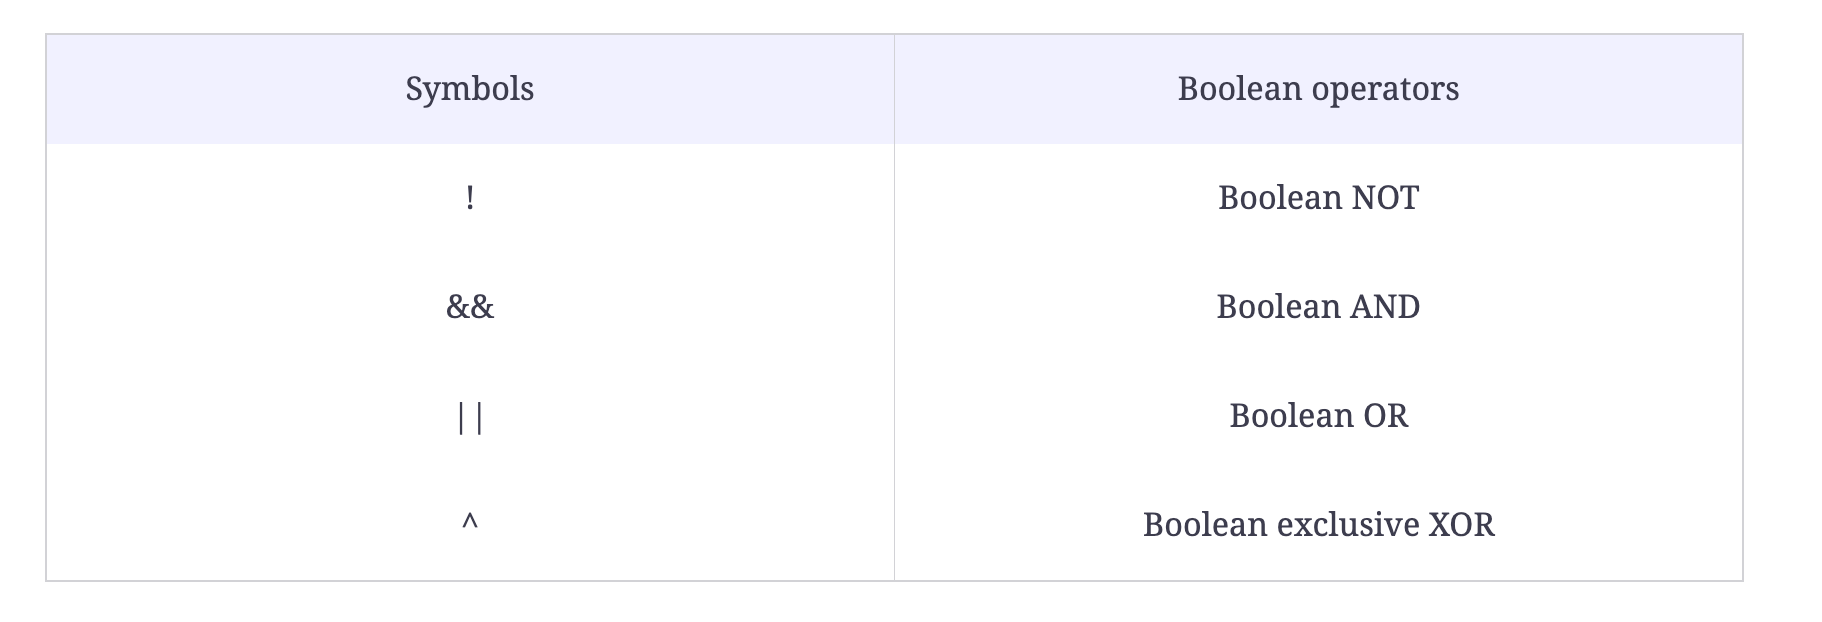 Symbols Boolean operators
! Boolean NOT
&& Boolean AND
|| Boolean OR
^ Boolean exclusive XOR